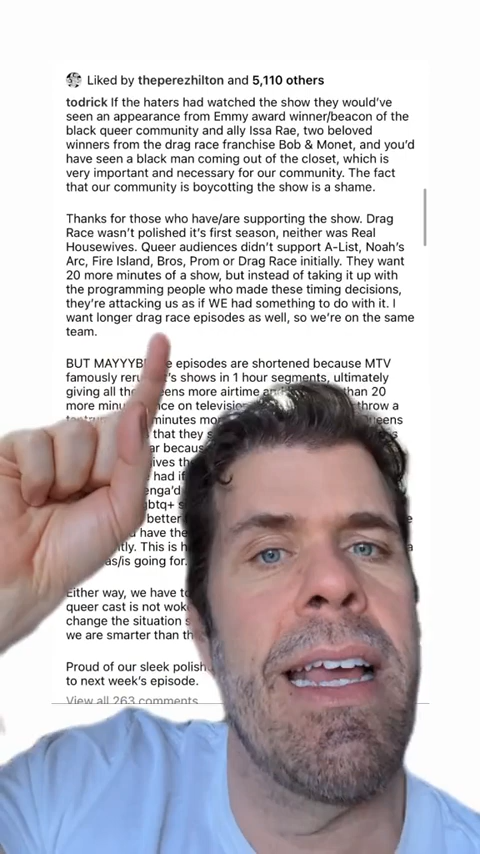 Liked by theperezhilton and 5,110 others
todrick If the haters had watched the show they would've
seen an appearance from Emmy award winner/beacon of the
black queer community and ally Issa Rae, two beloved
winners from the drag race franchise Bob & Monet, and you'd
have seen a black man coming out of the closet, which is
very important and necessary for our community. The fact
that our community is boycotting the show is a shame.
Thanks for those who have/are supporting the show. Drag
Race wasn't polished it's first season, neither was Real
Housewives. Queer audiences didn't support A-List, Noah's
Arc, Fire Island, Bros, Prom or Drag Race initially. They want
20 more minutes of a show, but instead of taking it up with
the programming people who made these timing decisions,
they're attacking us as if WE had something to do with it. I
want longer drag race episodes as well, so we're on the same
team.
BUT episodes are shortened because MTV
famously shows in 1 hour segments, ultimately
giving all more airtime than 20
more on television throw a
minutes
that they
becaus
had if
better
have the
This is
as/is going for.
Either way, we have to
queer cast is not wok
change the situation s
we are smarter than th
Proud of our sleek polish
to next week's episode.
View all 263 comments